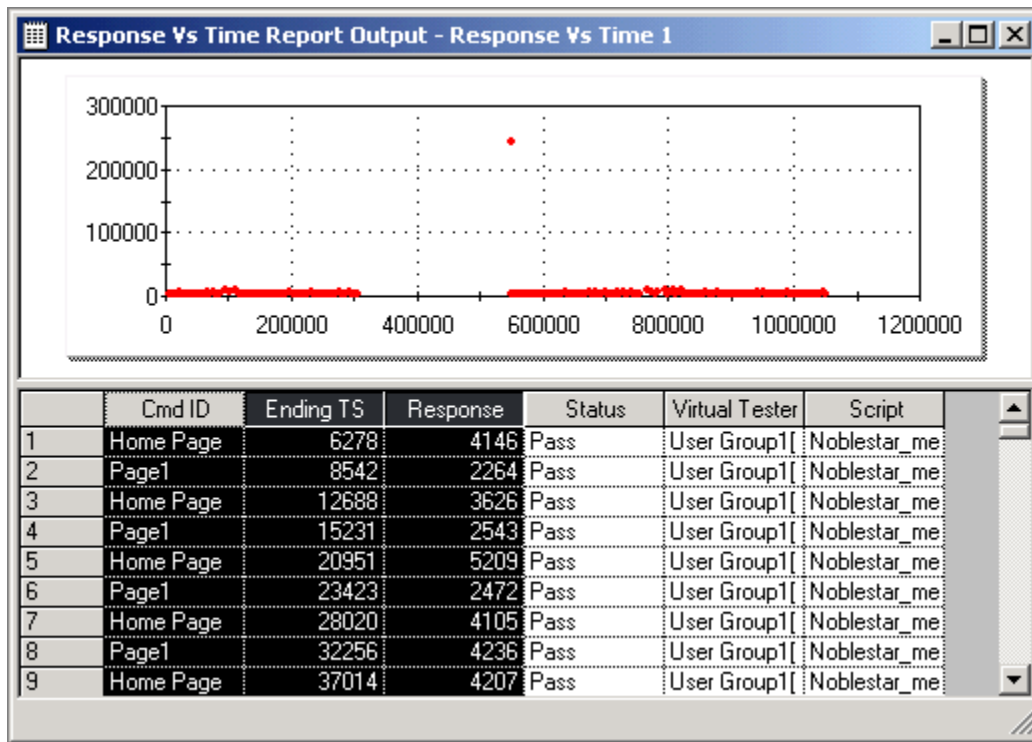 Response Vs Time Report Output - Response Vs Time 1
300000
200000
100000
0
0 200000 400000 600000 800000 1000000 1200000
Cmd ID Ending TS Response Status Virtual Tester Script
1 Home Page 6278 4146 Pass User Group1[ Noblestar_me
2 Page1 8542 2264 Pass User Group1[ Noblestar_me
3 Home Page 12688 3626 Pass User Group1[ Noblestar_me
4 Page1 15231 2543 Pass User Group1[ Noblestar_me
5 Home Page 20951 5209 Pass User Group1[ Noblestar_me
6 Page1 23423 2472 Pass User Group1[ Noblestar_me
7 Home Page 28020 4105 Pass User Group1[ Noblestar_me
8 Page1 32256 4236 Pass User Group1[ Noblestar_me
9 Home Page 37014 4207 Pass User Group1[ Noblestar_me